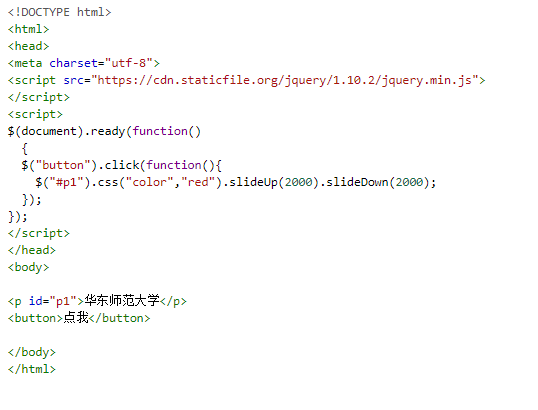 <!DOCTYPE html>
<html>
<head>
<meta charset="utf-8">
<script src="https://cdn.staticfile.org/jquery/1.10.2/jquery.min.js">
</script>
<script>
$(document).ready(function()
  {
  $("button").click(function(){
    $("#p1").css("color","red").slideUp(2000).slideDown(2000);
  });
});
</script>
</head>
<body>

<p id="p1">华东师范大学</p>
<button>点我</button>

</body>
</html>